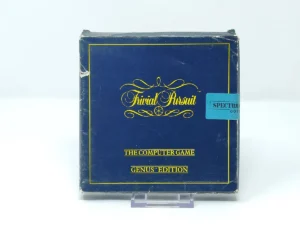 Trivial Pursuit
SPECTRUM
THE COMPUTER GAME
GENUS EDITION